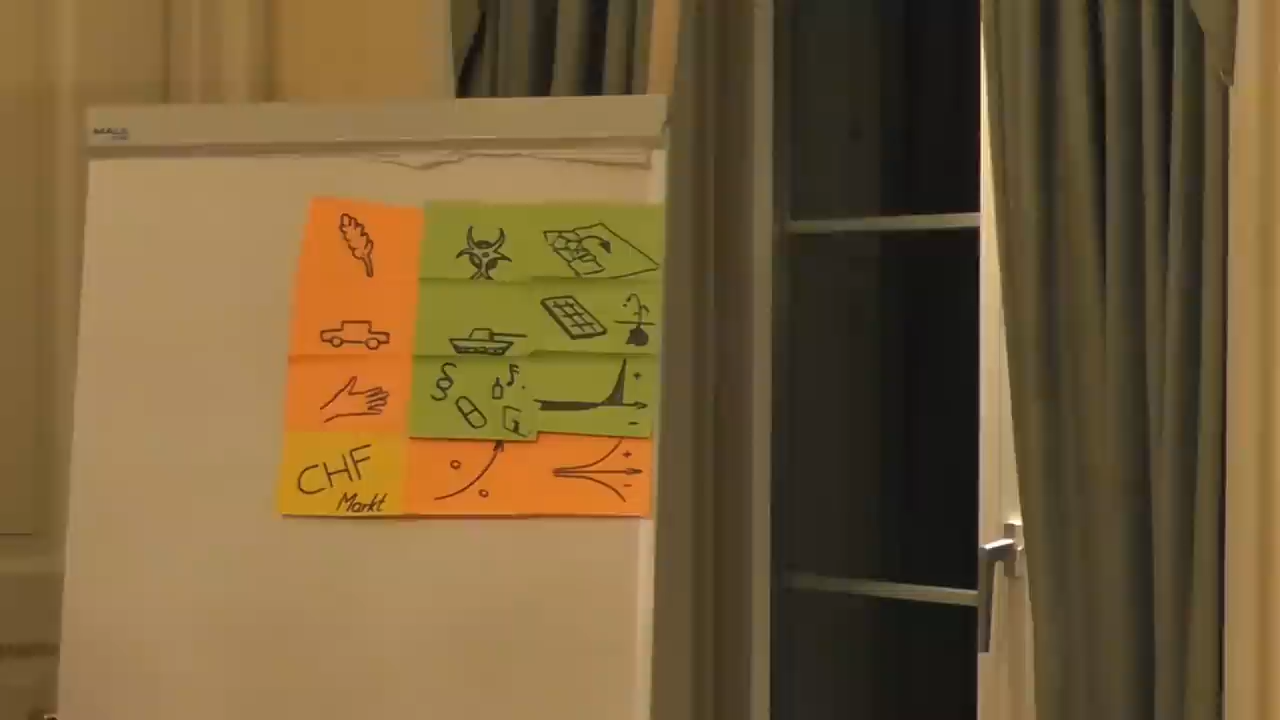 §
+
-
CHF
Markt
+
-